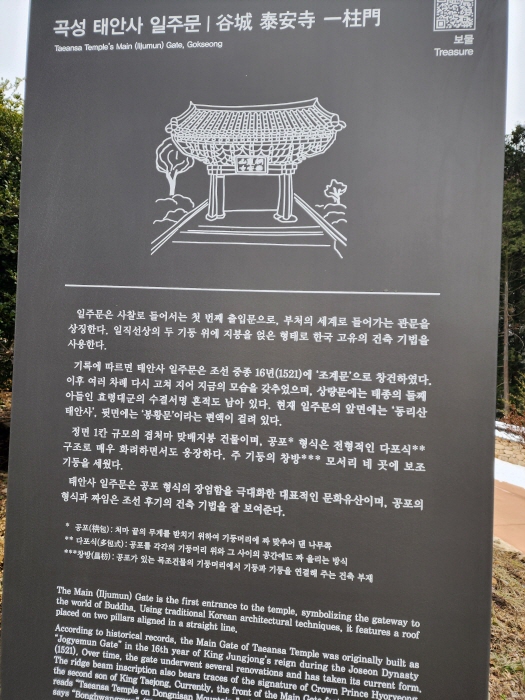 곡성 태안사 일주문 | 谷城 泰安寺 一柱門
Taeansa Temple's Main (Iljumun) Gate, Gokseong
보물
Treasure
일주문은 사찰로 들어서는 첫 번째 출입문으로, 부처의 세계로 들어가는 관문을
상징한다. 일직선상의 두 기둥 위에 지붕을 얹은 형태로 한국 고유의 건축 기법을
사용한다.
기록에 따르면 태안사 일주문은 조선 중종 16년(1521)에 '조계문'으로 창건하였다.
이후 여러 차례 다시 고쳐 지어 지금의 모습을 갖추었으며, 상량문에는 태종의 둘째
아들인 효령대군의 수결서명 흔적도 남아 있다. 현재 일주문의 앞면에는 '동리산
태안사', 뒷면에는 '봉황문'이라는 편액이 걸려 있다.
정면 1칸 규모의 겹처마 맞배지붕 건물이며, 공포* 형식은 전형적인 다포식**
구조로 매우 화려하면서도 웅장하다. 주 기둥의 창방*** 모서리 네 곳에 보조
기둥을 세웠다.
태안사 일주문은 공포 형식의 장엄함을 극대화한 대표적인 문화유산이며, 공포의
형식과 짜임은 조선 후기의 건축 기법을 잘 보여준다.
* 공포(栱包) : 처마 끝의 무게를 받치기 위하여 기둥머리에 짜 맞추어 댄 나무쪽
** 다포식(多包式) : 공포를 각각의 기둥머리 위와 그 사이의 공간에도 짜 올리는 방식
***창방(昌枋) : 공포가 있는 목조건물의 기둥머리에서 기둥과 기둥을 연결해 주는 건축 부재
The Main (Iljumun) Gate is the first entrance to the temple, symbolizing the gateway to
the world of Buddha. Using traditional Korean architectural techniques, it features a roof
placed on two pillars aligned in a straight line.
According to historical records, the Main Gate of Taeansa Temple was originally built as
"Jogyemun Gate" in the 16th year of King Jungjong's reign during the Joseon Dynasty
(1521). Over time, the gate underwent several renovations and has taken its current form.
The ridge beam inscription also bears traces of the signature of Crown Prince Hyoryeong,
the second son of King Taejong. Currently, the front of the Main Gate
reads "Taeansa Temple on Dongnisan Mountain,"
says "Bonghwangmun"